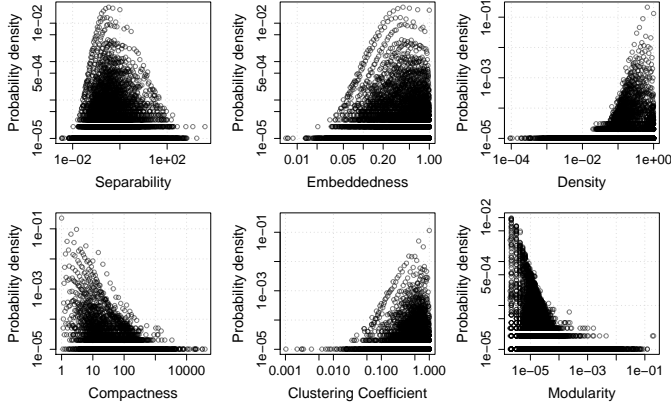 Probability density
1e−05
5e−04
1e−02
1e−02
1e+02
Separability
Probability density
1e−05
5e−04
1e−02
0.01
0.05
0.20
1.00
Embeddedness
Probability density
1e−05
1e−03
1e−01
1e−04
1e−02
1e+00
Density
Probability density
1e−05
1e−03
1e−01
1
10
100
10000
Compactness
Probability density
1e−05
1e−03
1e−01
0.001
0.010
0.100
1.000
Clustering Coefficient
Probability density
1e−05
5e−04
1e−02
1e−05
1e−03
1e−01
Modularity